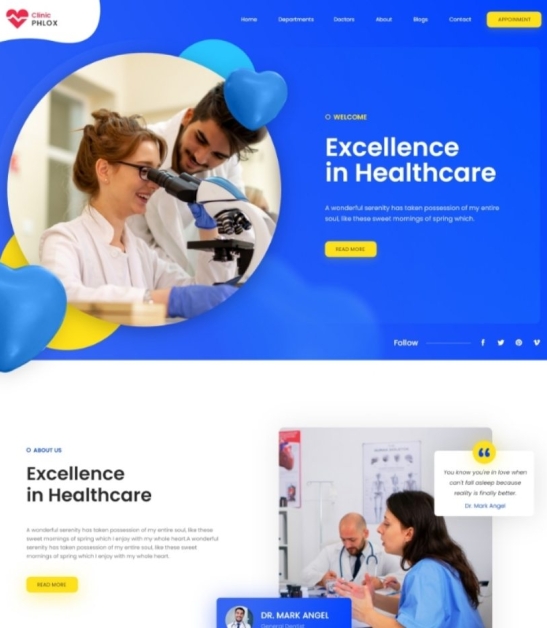 Clinic
PHLOX
Home Departments Doctors About Blogs Contact APPOINMENT
WELCOME
Excellence
in Healthcare
A wonderful serenity has taken possession of my entire
soul, like these sweet mornings of spring which.
READ MORE
Follow
ABOUT US
Excellence
in Healthcare
A wonderful serenity has taken possession of my entire soul, like these
sweet mornings of spring which I enjoy with my whole heart.A wonderful
serenity has taken possession of my entire soul, like these sweet
mornings of spring which I enjoy with my whole heart.
READ MORE
You know you're in love when
can't fall asleep because
reality is finally better.
Dr. Mark Angel
DR. MARK ANGEL
General Dentist